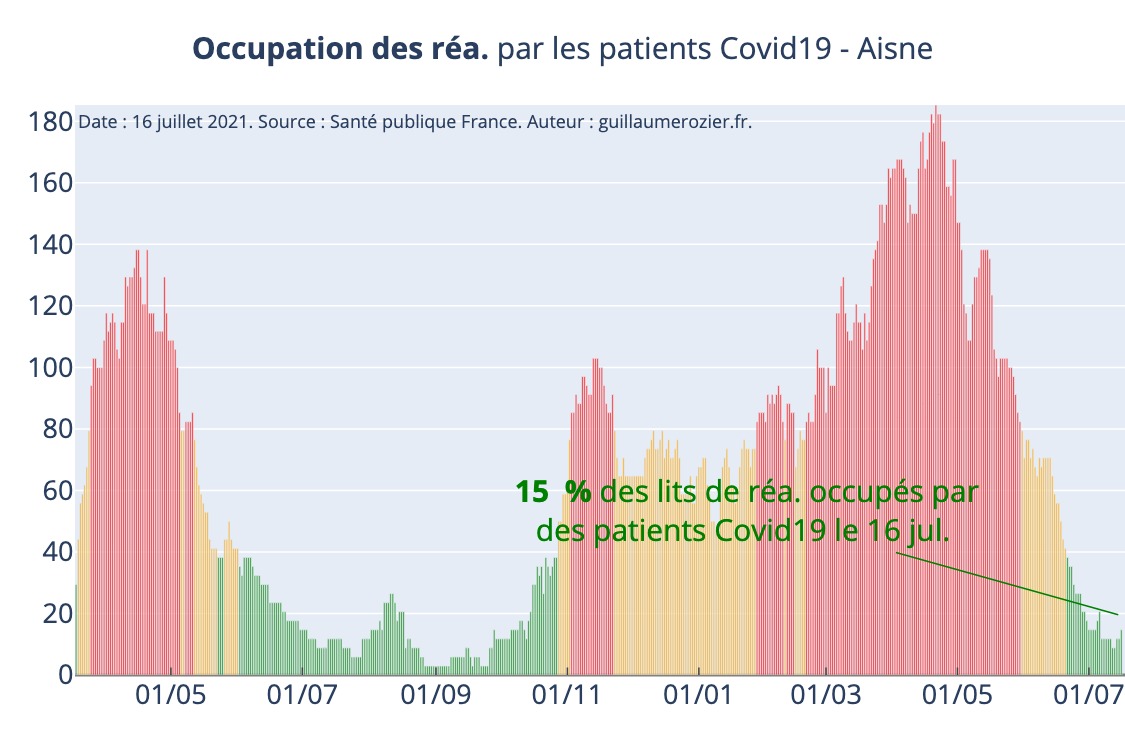 Occupation des réa. par les patients Covid19 - Aisne
180
Date : 16 juillet 2021. Source : Santé publique France. Auteur : guillaumerozier.fr.
160
140
120
100
80
60
15 % des lits de réa. occupés par
des patients Covid19 le 16 jul.
40
20
0
01/05 01/07 01/09 01/11 01/01 01/03 01/05 01/07